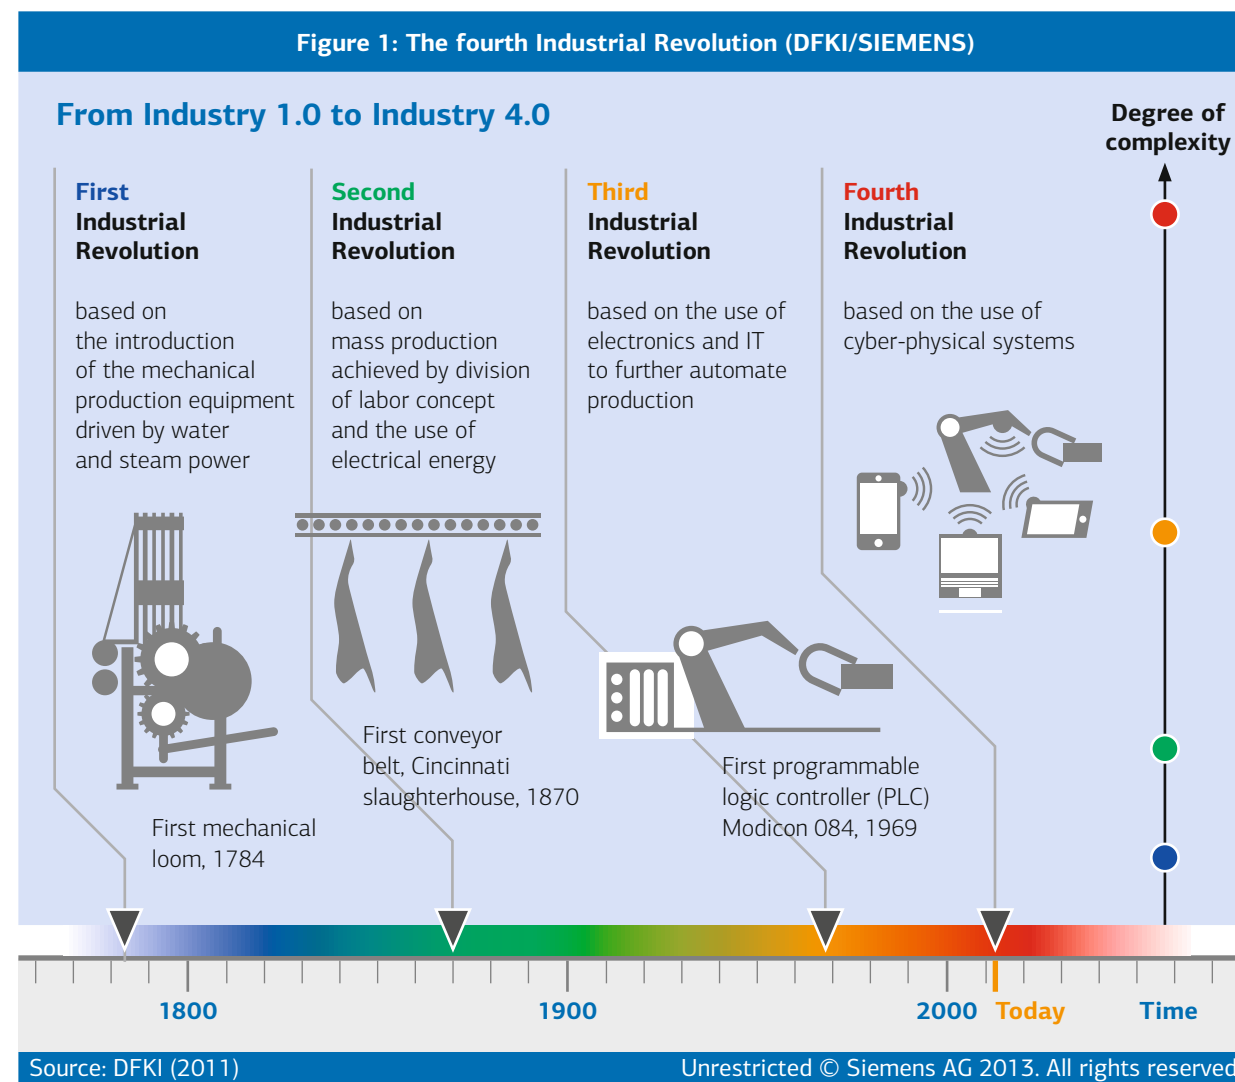 Figure 1: The fourth Industrial Revolution (DFKI/SIEMENS)
From Industry 1.0 to Industry 4.0
Degree of
complexity
First
Industrial
Revolution
based on
the introduction
of the mechanical
production equipment
driven by water
and steam power
First mechanical
loom, 1784
Second
Industrial
Revolution
based on
mass production
achieved by division
of labor concept
and the use of
electrical energy
First conveyor
belt, Cincinnati
slaughterhouse, 1870
Third
Industrial
Revolution
based on the use of
electronics and IT
to further automate
production
First programmable
logic controller (PLC)
Modicon 084, 1969
Fourth
Industrial
Revolution
based on the use of
cyber-physical systems
1800 1900 2000 Today Time
Source: DFKI (2011) Unrestricted © Siemens AG 2013. All rights reserved